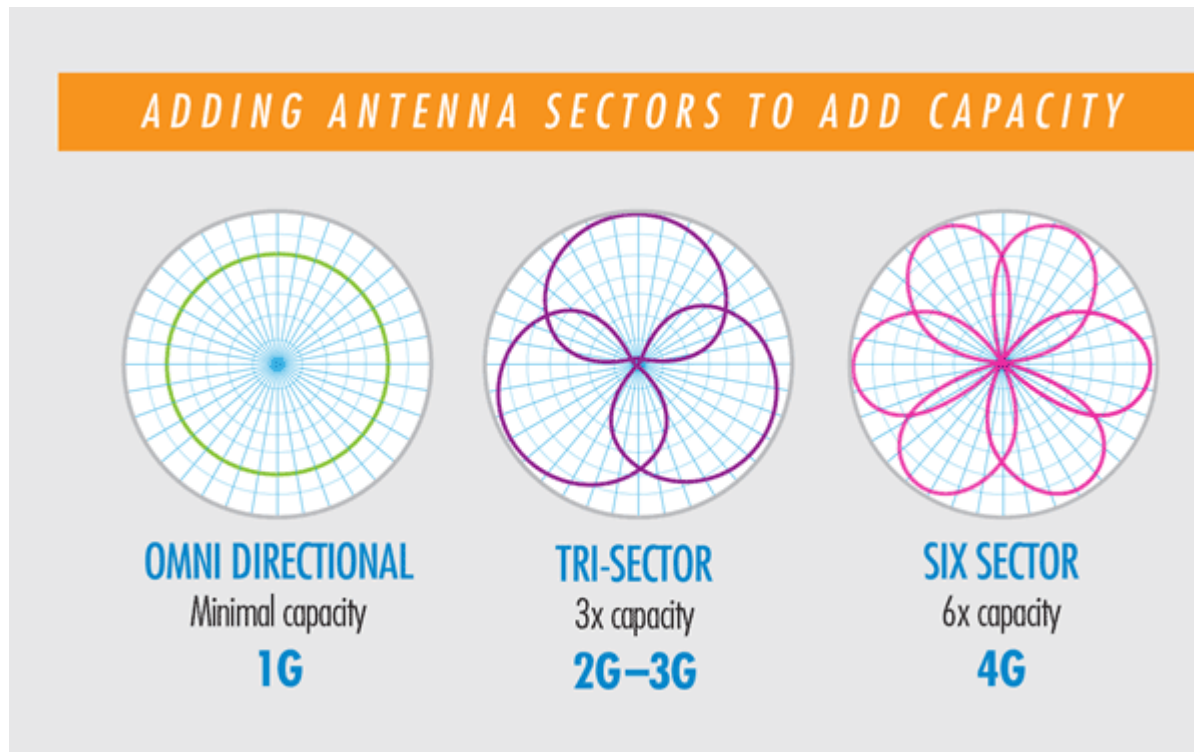 ADDING ANTENNA SECTORS TO ADD CAPACITY
OMNI DIRECTIONAL
Minimal capacity
1G
TRI-SECTOR
3x capacity
2G–3G
SIX SECTOR
6x capacity
4G